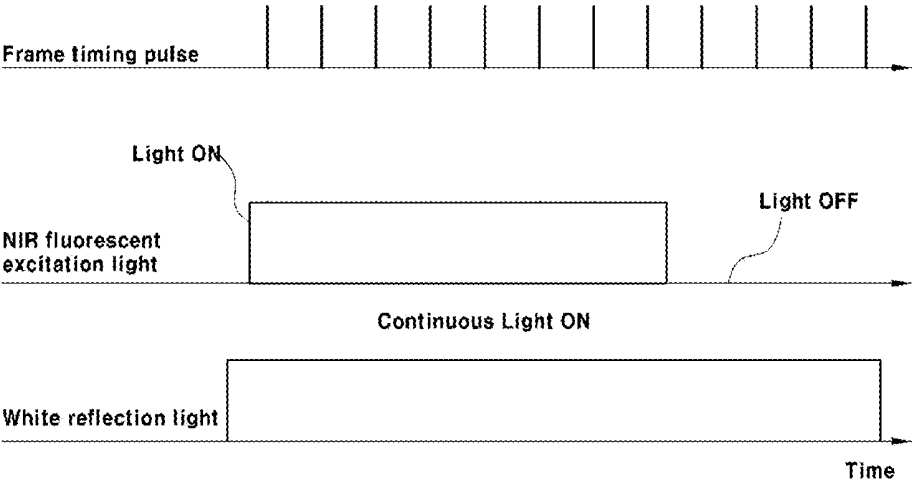 Frame timing pulse
Light ON
Light OFF
NIR fluorescent
excitation light
Continuous Light ON
White reflection light
Time